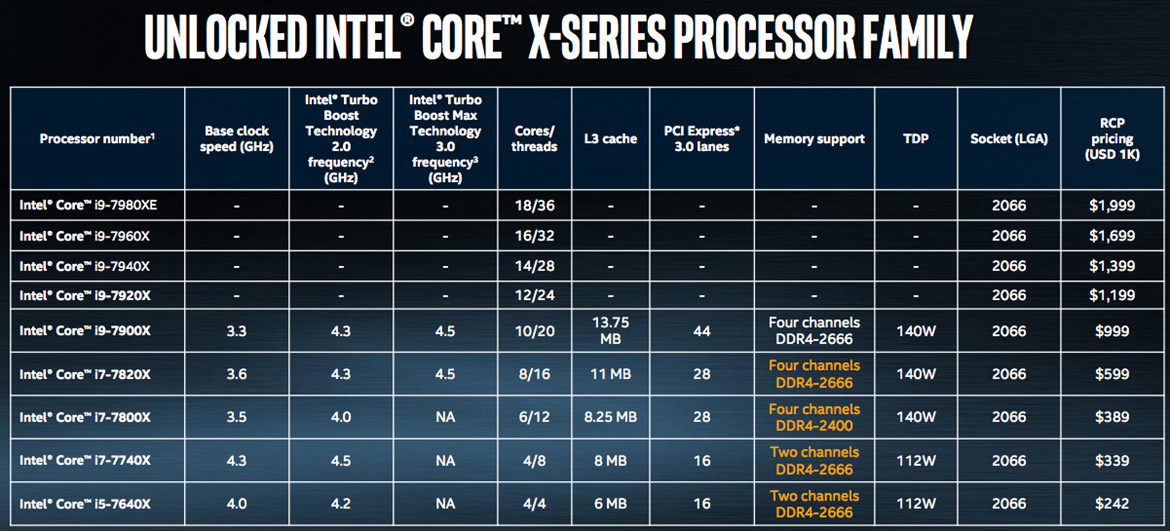 UNLOCKED INTEL® CORE™ X-SERIES PROCESSOR FAMILY
Processor number¹ Base clock speed (GHz) Intel® Turbo Boost Technology 2.0 frequency² (GHz) Intel® Turbo Boost Max Technology 3.0 frequency³ (GHz) Cores/threads L3 cache PCI Express* 3.0 lanes Memory support TDP Socket (LGA) RCP pricing (USD 1K)
Intel® Core™ i9-7980XE - - - 18/36 - - - - 2066 $1,999
Intel® Core™ i9-7960X - - - 16/32 - - - - 2066 $1,699
Intel® Core™ i9-7940X - - - 14/28 - - - - 2066 $1,399
Intel® Core™ i9-7920X - - - 12/24 - - - - 2066 $1,199
Intel® Core™ i9-7900X 3.3 4.3 4.5 10/20 13.75 MB 44 Four channels DDR4-2666 140W 2066 $999
Intel® Core™ i7-7820X 3.6 4.3 4.5 8/16 11 MB 28 Four channels DDR4-2666 140W 2066 $599
Intel® Core™ i7-7800X 3.5 4.0 NA 6/12 8.25 MB 28 Four channels DDR4-2400 140W 2066 $389
Intel® Core™ i7-7740X 4.3 4.5 NA 4/8 8 MB 16 Two channels DDR4-2666 112W 2066 $339
Intel® Core™ i5-7640X 4.0 4.2 NA 4/4 6 MB 16 Two channels DDR4-2666 112W 2066 $242